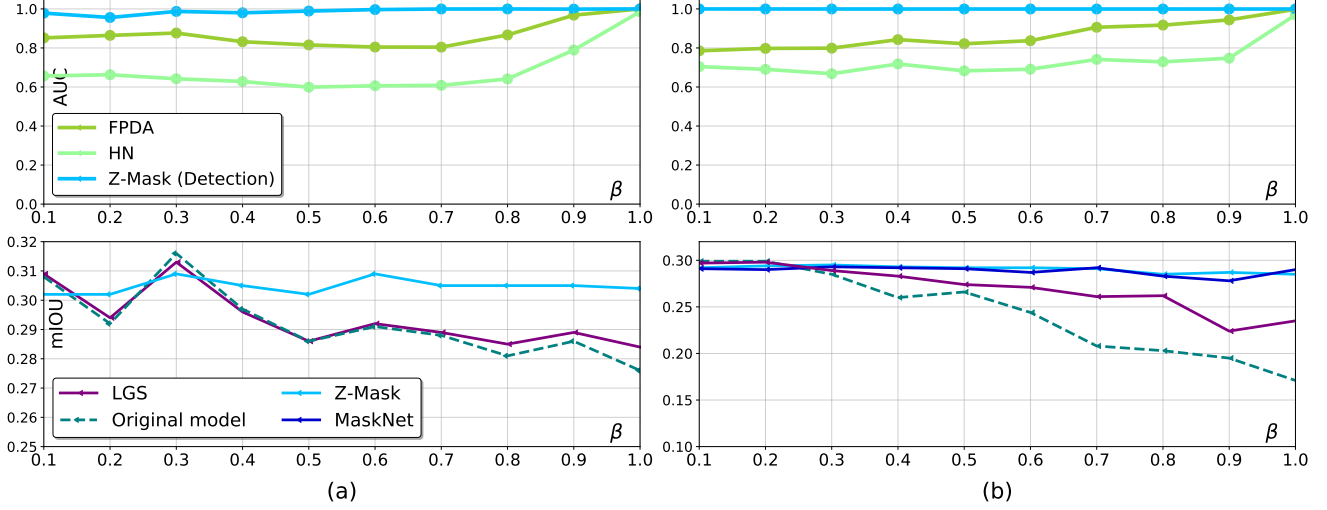 1.0
0.8
0.6
0.4
0.2
0.0
AUC
FPDA
HN
Z-Mask (Detection)
β
0.1 0.2 0.3 0.4 0.5 0.6 0.7 0.8 0.9 1.0
1.0
0.8
0.6
0.4
0.2
0.0
β
0.1 0.2 0.3 0.4 0.5 0.6 0.7 0.8 0.9 1.0
0.32
0.31
0.30
0.29
0.28
0.27
0.26
0.25
mIOU
LGS Z-Mask
Original model MaskNet
β
0.1 0.2 0.3 0.4 0.5 0.6 0.7 0.8 0.9 1.0
(a)
0.30
0.25
0.20
0.15
0.10
β
0.1 0.2 0.3 0.4 0.5 0.6 0.7 0.8 0.9 1.0
(b)